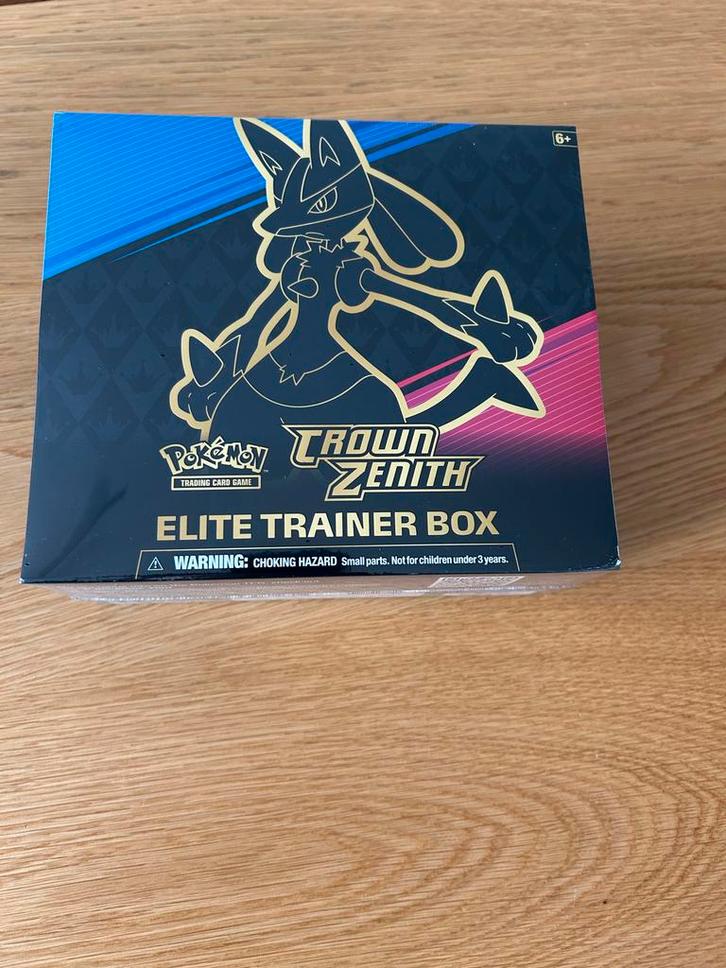 6+
POKéMON
TRADING CARD GAME
CROWN
ZENITH
ELITE TRAINER BOX
⚠ WARNING: CHOKING HAZARD Small parts. Not for children under 3 years.